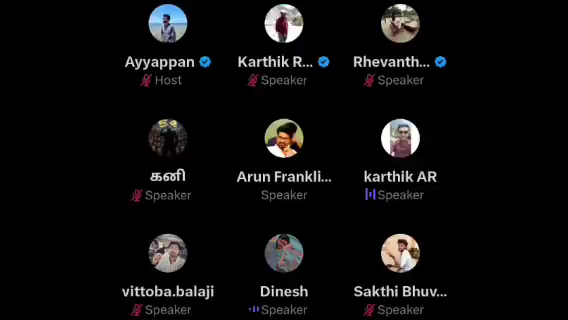 Ayyappan Karthik R... Rhevanth...
Host Speaker Speaker
கனி Arun Frankli... karthik AR
Speaker Speaker Speaker
vittoba.balaji Dinesh Sakthi Bhuv...
Speaker Speaker Speaker